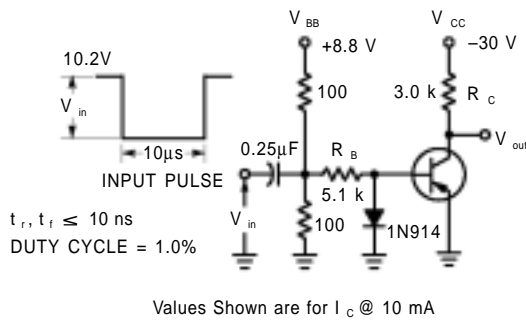 V BB
+8.8 V
V CC
–30 V
10.2V
V in
10µs
INPUT PULSE
t r, t f ≤ 10 ns
DUTY CYCLE = 1.0%
100
3.0 k
R C
V out
0.25µF
R B
5.1 k
V in
100
1N914
Values Shown are for I C @ 10 mA